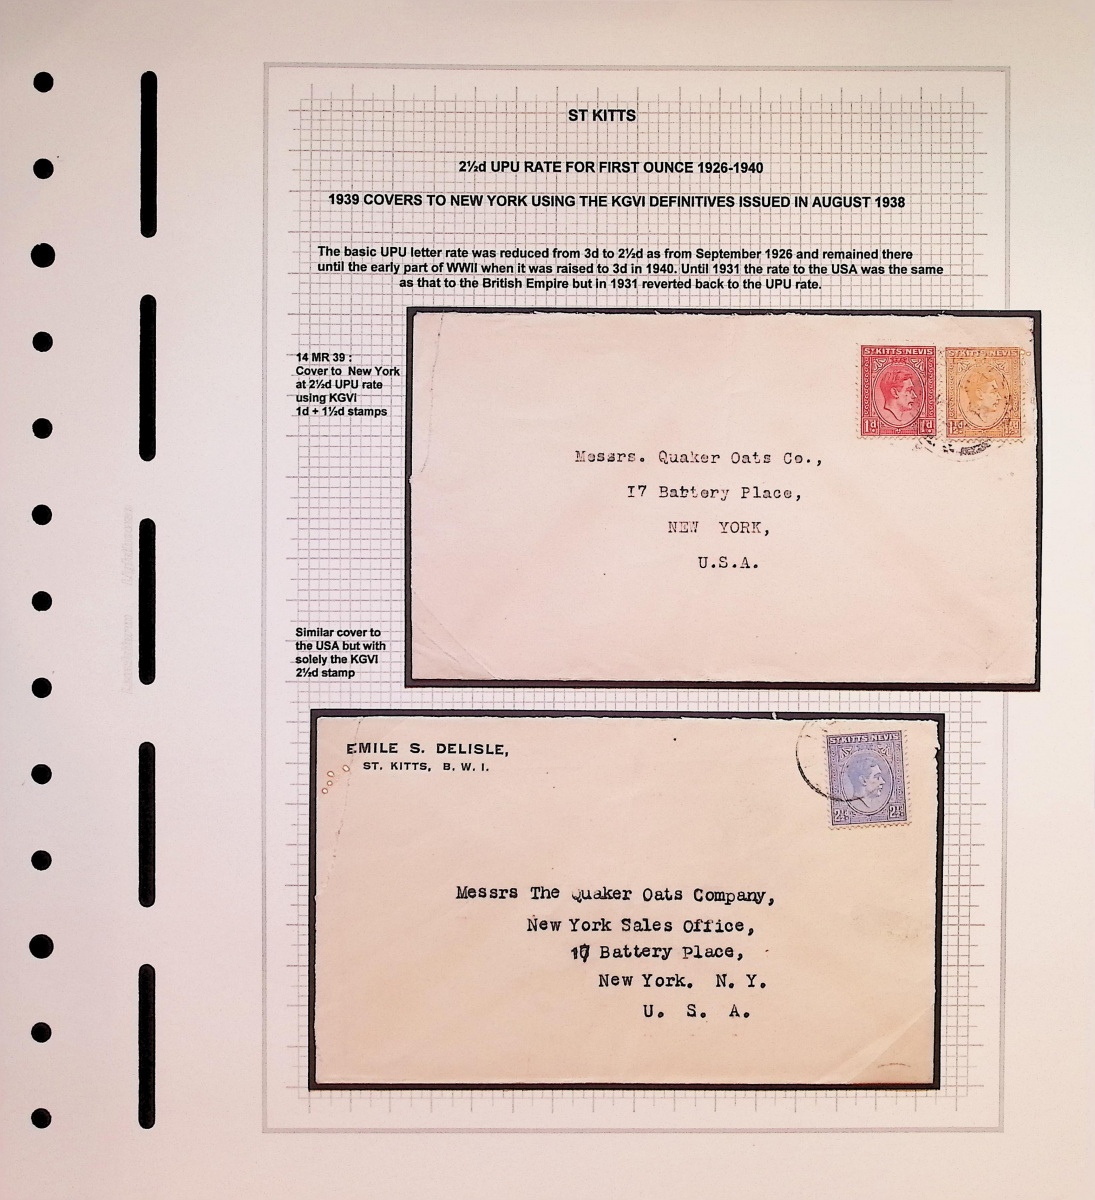 ST KITTS
2½d UPU RATE FOR FIRST OUNCE 1926-1940
1939 COVERS TO NEW YORK USING THE KGVI DEFINITIVES ISSUED IN AUGUST 1938
The basic UPU letter rate was reduced from 3d to 2½d as from September 1926 and remained there
until the early part of WWII when it was raised to 3d in 1940. Until 1931 the rate to the USA was the same
as that to the British Empire but in 1931 reverted back to the UPU rate.
14 MR 39 :
Cover to New York
at 2½d UPU rate
using KGVI
1d + 1½d stamps
ST KITTS NEVIS
1d 1d
ST KITTS NEVIS
Messrs. Quaker Oats Co.,
17 Battery Place,
NEW YORK,
U.S.A.
Similar cover to
the USA but with
solely the KGVI
2½d stamp
EMILE S. DELISLE,
ST. KITTS, B. W. I.
ST KITTS NEVIS
Messrs The Quaker Oats Company,
New York Sales Office,
17 Battery Place,
New York. N. Y.
U. S. A.